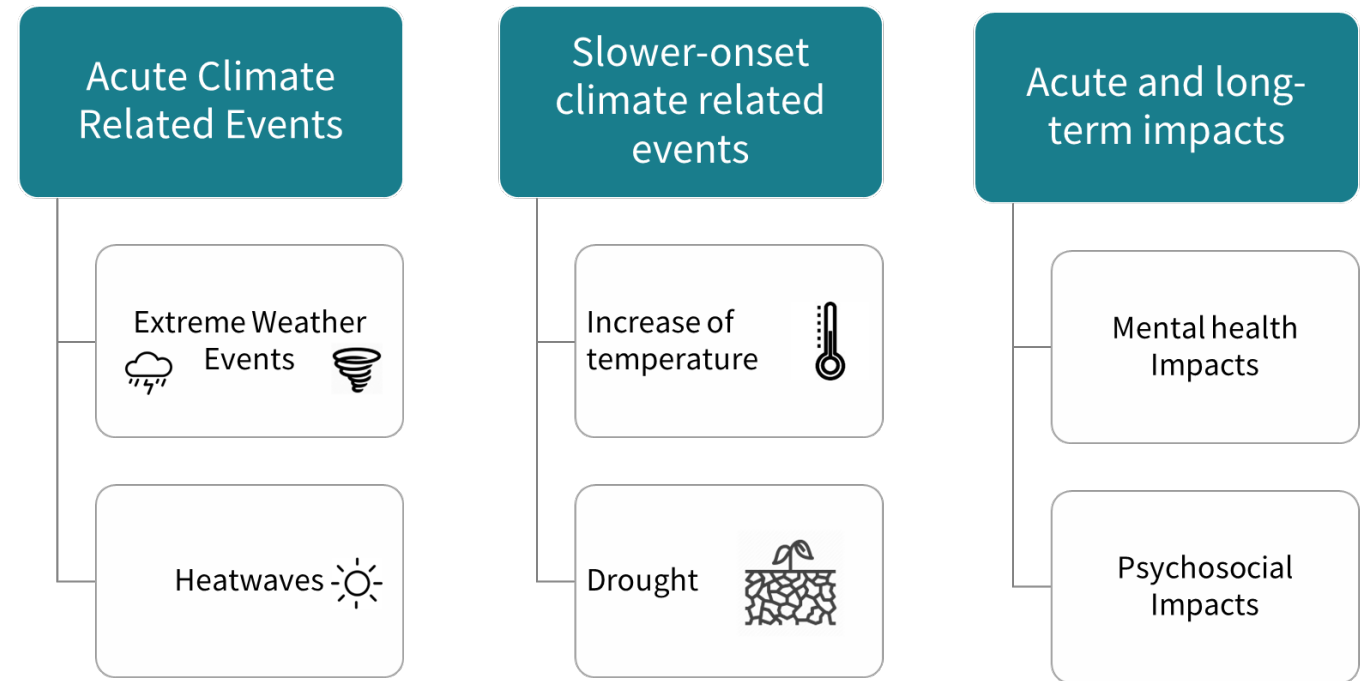 Acute Climate
Related Events
Extreme Weather
Events
Heatwaves
Slower-onset
climate related
events
Increase of
temperature
Drought
Acute and long-
term impacts
Mental health
Impacts
Psychosocial
Impacts